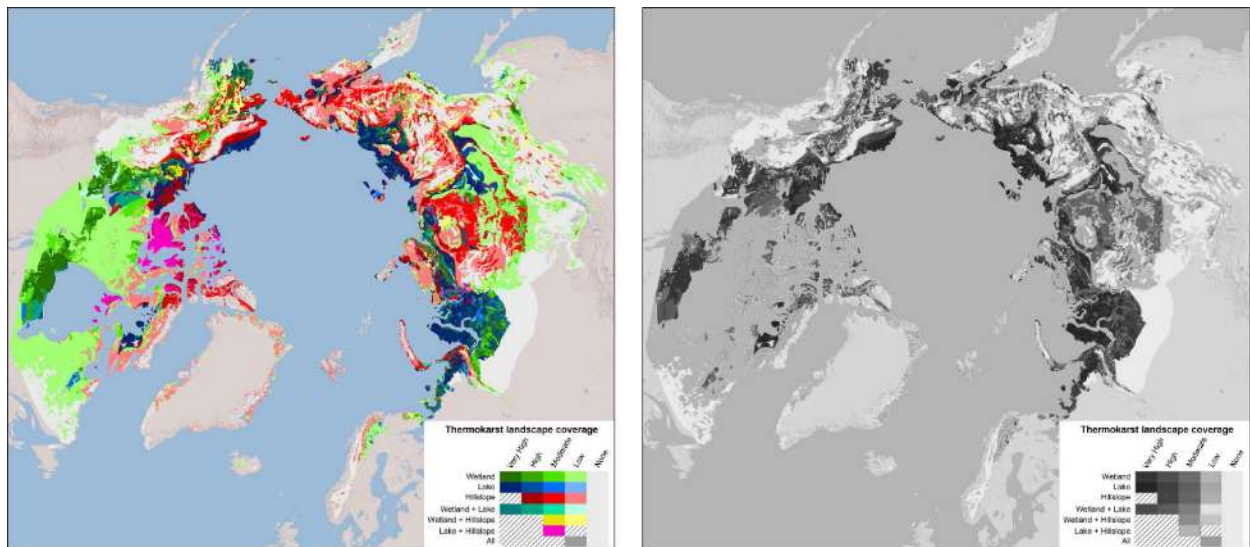 Thermokarst landscape coverage
Very High
High
Moderate
Low
None
Wetland
Lake
Hillslope
Wetland + Lake
Wetland + Hillslope
Lake + Hillslope
All
Thermokarst landscape coverage
Very High
High
Moderate
Low
None
Wetland
Lake
Hillslope
Wetland + Lake
Wetland + Hillslope
Lake + Hillslope
All